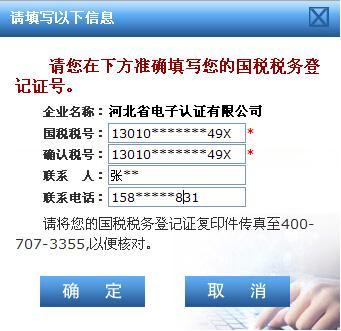 请填写以下信息
请您在下方准确填写您的国税税务登
记证号。
企业名称：河北省电子认证有限公司
国税税号：13010*******49X *
确认税号：13010*******49X *
联系　人：张**
联系电话：158*****831
请将您的国税税务登记证复印件传真至400-
707-3355,以便核对。
确 定　取 消